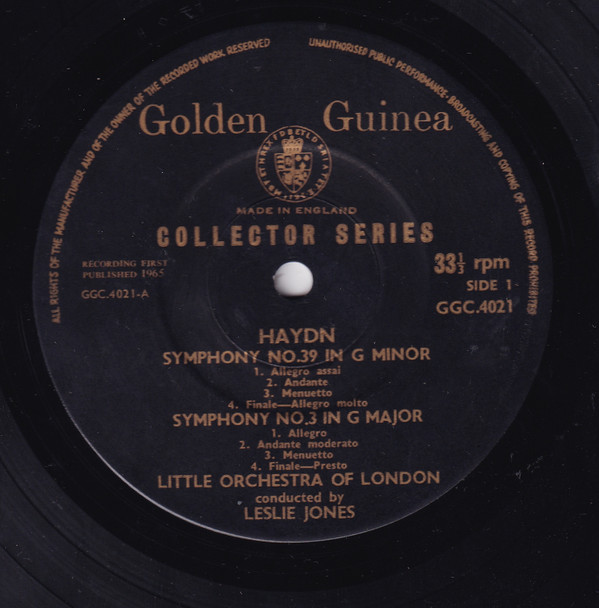 ALL RIGHTS OF THE MANUFACTURER AND OF THE OWNER OF THE RECORDED WORK RESERVED
UNAUTHORISED PUBLIC PERFORMANCE · BROADCASTING AND COPYING OF THIS RECORD PROHIBITED
Golden Guinea
MADE IN ENGLAND
COLLECTOR SERIES
RECORDING FIRST
PUBLISHED 1965
GGC.4021-A
33⅓ rpm
SIDE 1
GGC.4021
HAYDN
SYMPHONY NO.39 IN G MINOR
1. Allegro assai
2. Andante
3. Menuetto
4. Finale—Allegro molto
SYMPHONY NO.3 IN G MAJOR
1. Allegro
2. Andante moderato
3. Menuetto
4. Finale—Presto
LITTLE ORCHESTRA OF LONDON
conducted by
LESLIE JONES